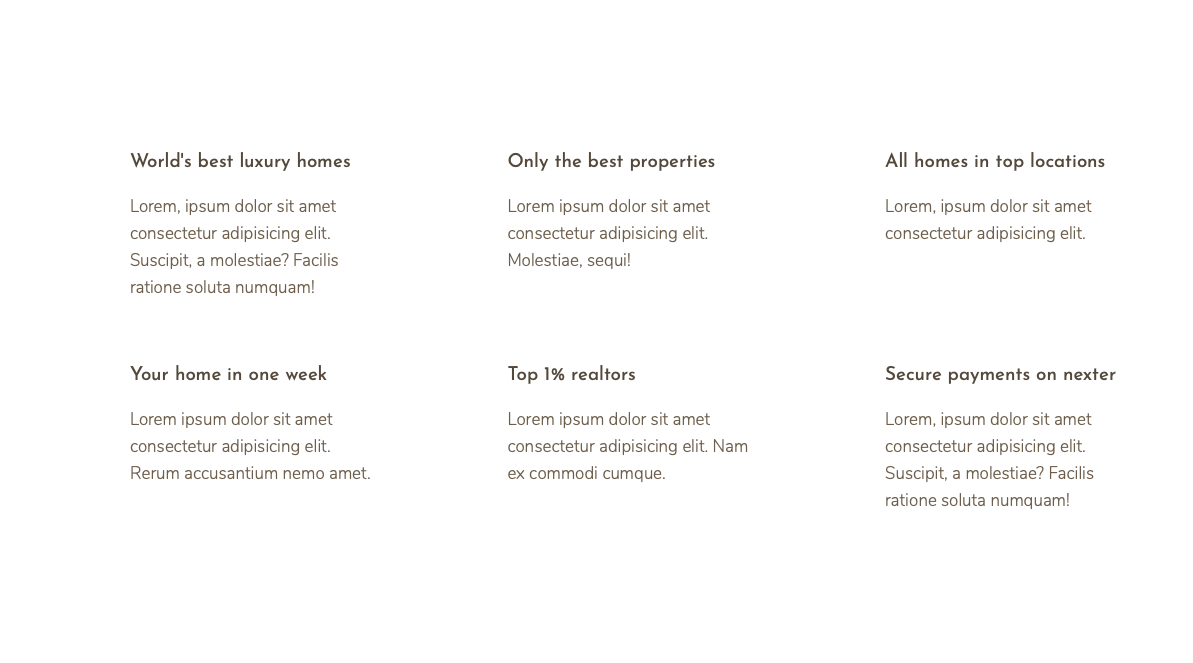 World's best luxury homes
Lorem, ipsum dolor sit amet
consectetur adipisicing elit.
Suscipit, a molestiae? Facilis
ratione soluta numquam!
Only the best properties
Lorem ipsum dolor sit amet
consectetur adipisicing elit.
Molestiae, sequi!
All homes in top locations
Lorem, ipsum dolor sit amet
consectetur adipisicing elit.
Your home in one week
Lorem ipsum dolor sit amet
consectetur adipisicing elit.
Rerum accusantium nemo amet.
Top 1% realtors
Lorem ipsum dolor sit amet
consectetur adipisicing elit. Nam
ex commodi cumque.
Secure payments on nexter
Lorem, ipsum dolor sit amet
consectetur adipisicing elit.
Suscipit, a molestiae? Facilis
ratione soluta numquam!